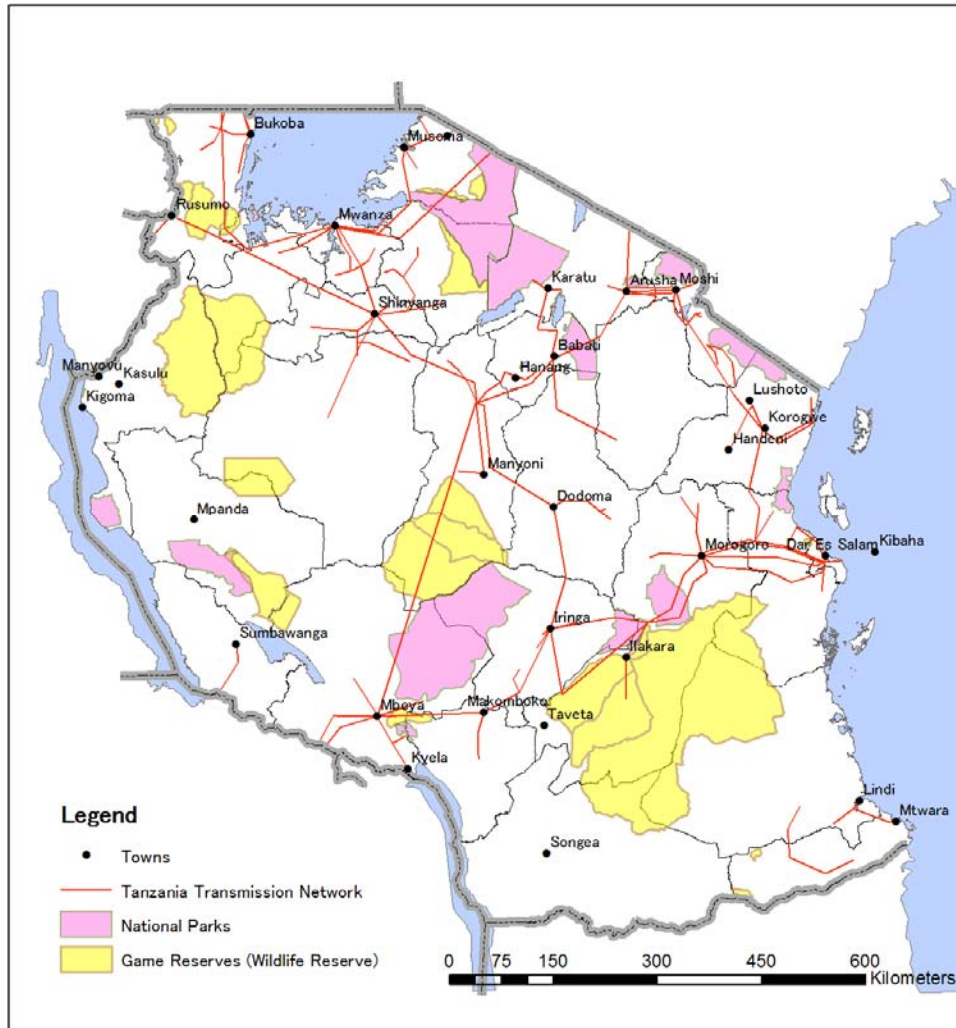 Bukoba
Musoma
Rusumo
Mwanza
Karatu
Arusha
Moshi
Shinyanga
Babati
Hanang
Manyovu
Kasulu
Kigoma
Lushoto
Korogwe
Handeni
Manyoni
Dodoma
Mpanda
Morogoro
Dar Es Salam
Kibaha
Iringa
Ifakara
Sumbawanga
Mbeya
Makomboko
Taveta
Kyela
Lindi
Mtwara
Songea
Legend
Towns
Tanzania Transmission Network
National Parks
Game Reserves (Wildlife Reserve)
0 75 150 300 450 600
Kilometers